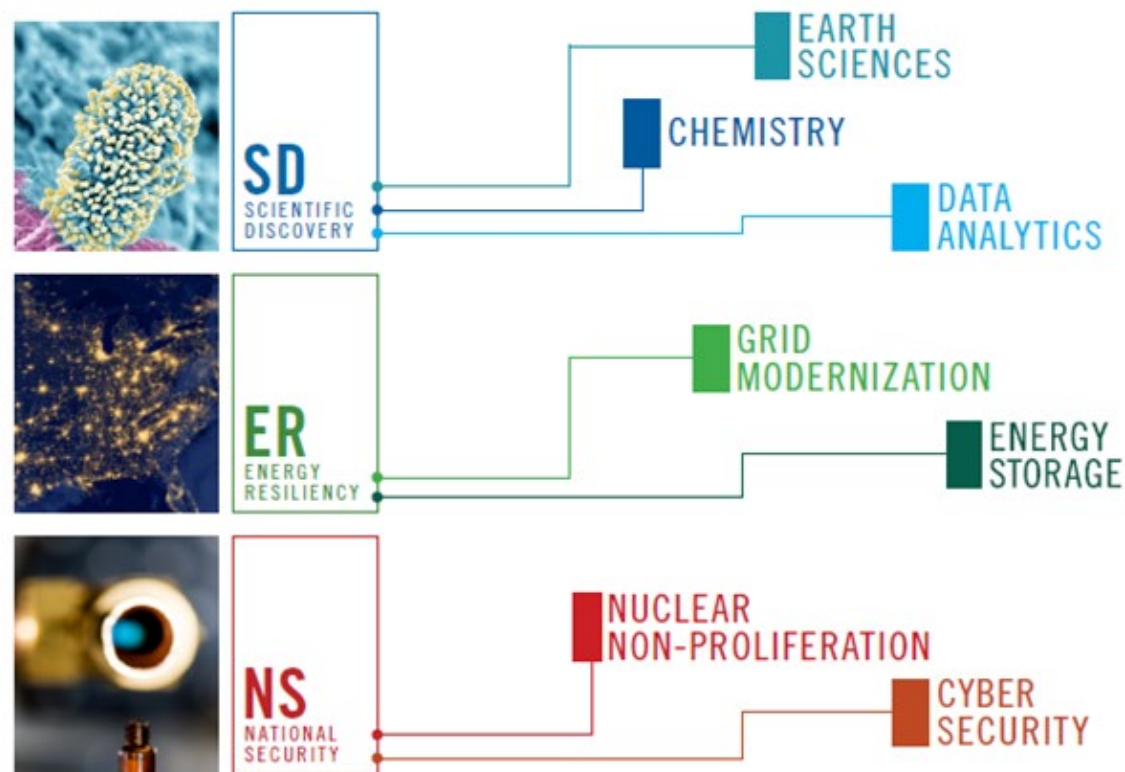 EARTH
SCIENCES
CHEMISTRY
SD
SCIENTIFIC
DISCOVERY
DATA
ANALYTICS
GRID
MODERNIZATION
ER
ENERGY
RESILIENCY
ENERGY
STORAGE
NUCLEAR
NON-PROLIFERATION
NS
NATIONAL
SECURITY
CYBER
SECURITY